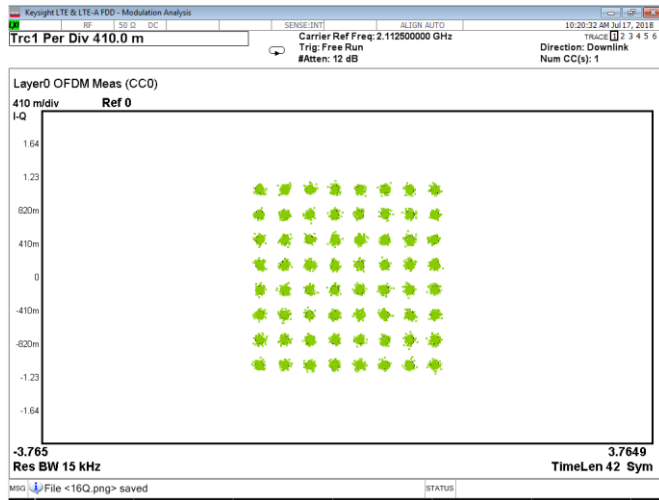 Keysight LTE & LTE-A FDD - Modulation Analysis
RF 50 Ω DC SENSE:INT ALIGN AUTO 10:20:32 AM Jul 17, 2018
Trc1 Per Div 410.0 m
Carrier Ref Freq: 2.112500000 GHz
TRACE 1 2 3 4 5 6
Trig: Free Run
Direction: Downlink
#Atten: 12 dB
Num CC(s): 1
Layer0 OFDM Meas (CC0)
410 m/div Ref 0
I-Q
1.64
1.23
820m
410m
0
-410m
-820m
-1.23
-1.64
-3.765 3.7649
Res BW 15 kHz TimeLen 42 Sym
MSG File <16Q.png> saved STATUS